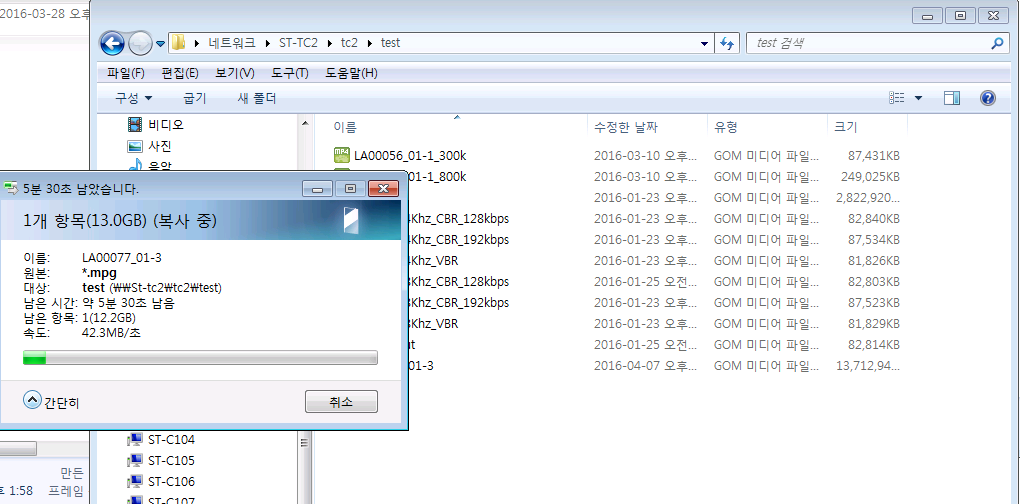 2016-03-28 오후
네트워크 ST-TC2 tc2 test
test 검색
파일(F) 편집(E) 보기(V) 도구(T) 도움말(H)
구성 굽기 새 폴더
비디오
사진
음악
이름 수정한 날짜 유형 크기
LA00056_01-1_300k 2016-03-10 오후... GOM 미디어 파일... 87,431KB
_01-1_800k 2016-03-10 오후... GOM 미디어 파일... 249,025KB
2016-01-23 오후... GOM 미디어 파일... 2,822,920...
Khz_CBR_128kbps 2016-01-23 오후... GOM 미디어 파일... 82,840KB
Khz_CBR_192kbps 2016-01-23 오후... GOM 미디어 파일... 87,534KB
Khz_VBR 2016-01-23 오후... GOM 미디어 파일... 81,826KB
Khz_CBR_128kbps 2016-01-25 오전... GOM 미디어 파일... 82,803KB
Khz_CBR_192kbps 2016-01-23 오후... GOM 미디어 파일... 87,523KB
Khz_VBR 2016-01-23 오후... GOM 미디어 파일... 81,829KB
ut 2016-01-25 오전... GOM 미디어 파일... 82,814KB
01-3 2016-04-07 오후... GOM 미디어 파일... 13,712,94...
5분 30초 남았습니다.
1개 항목(13.0GB) (복사 중)
이름: LA00077_01-3
원본: *.mpg
대상: test (₩₩St-tc2₩tc2₩test)
남은 시간: 약 5분 30초 남음
남은 항목: 1(12.2GB)
속도: 42.3MB/초
간단히
취소
ST-C104
ST-C105
ST-C106
ST-C107
만든
1:58 프레임